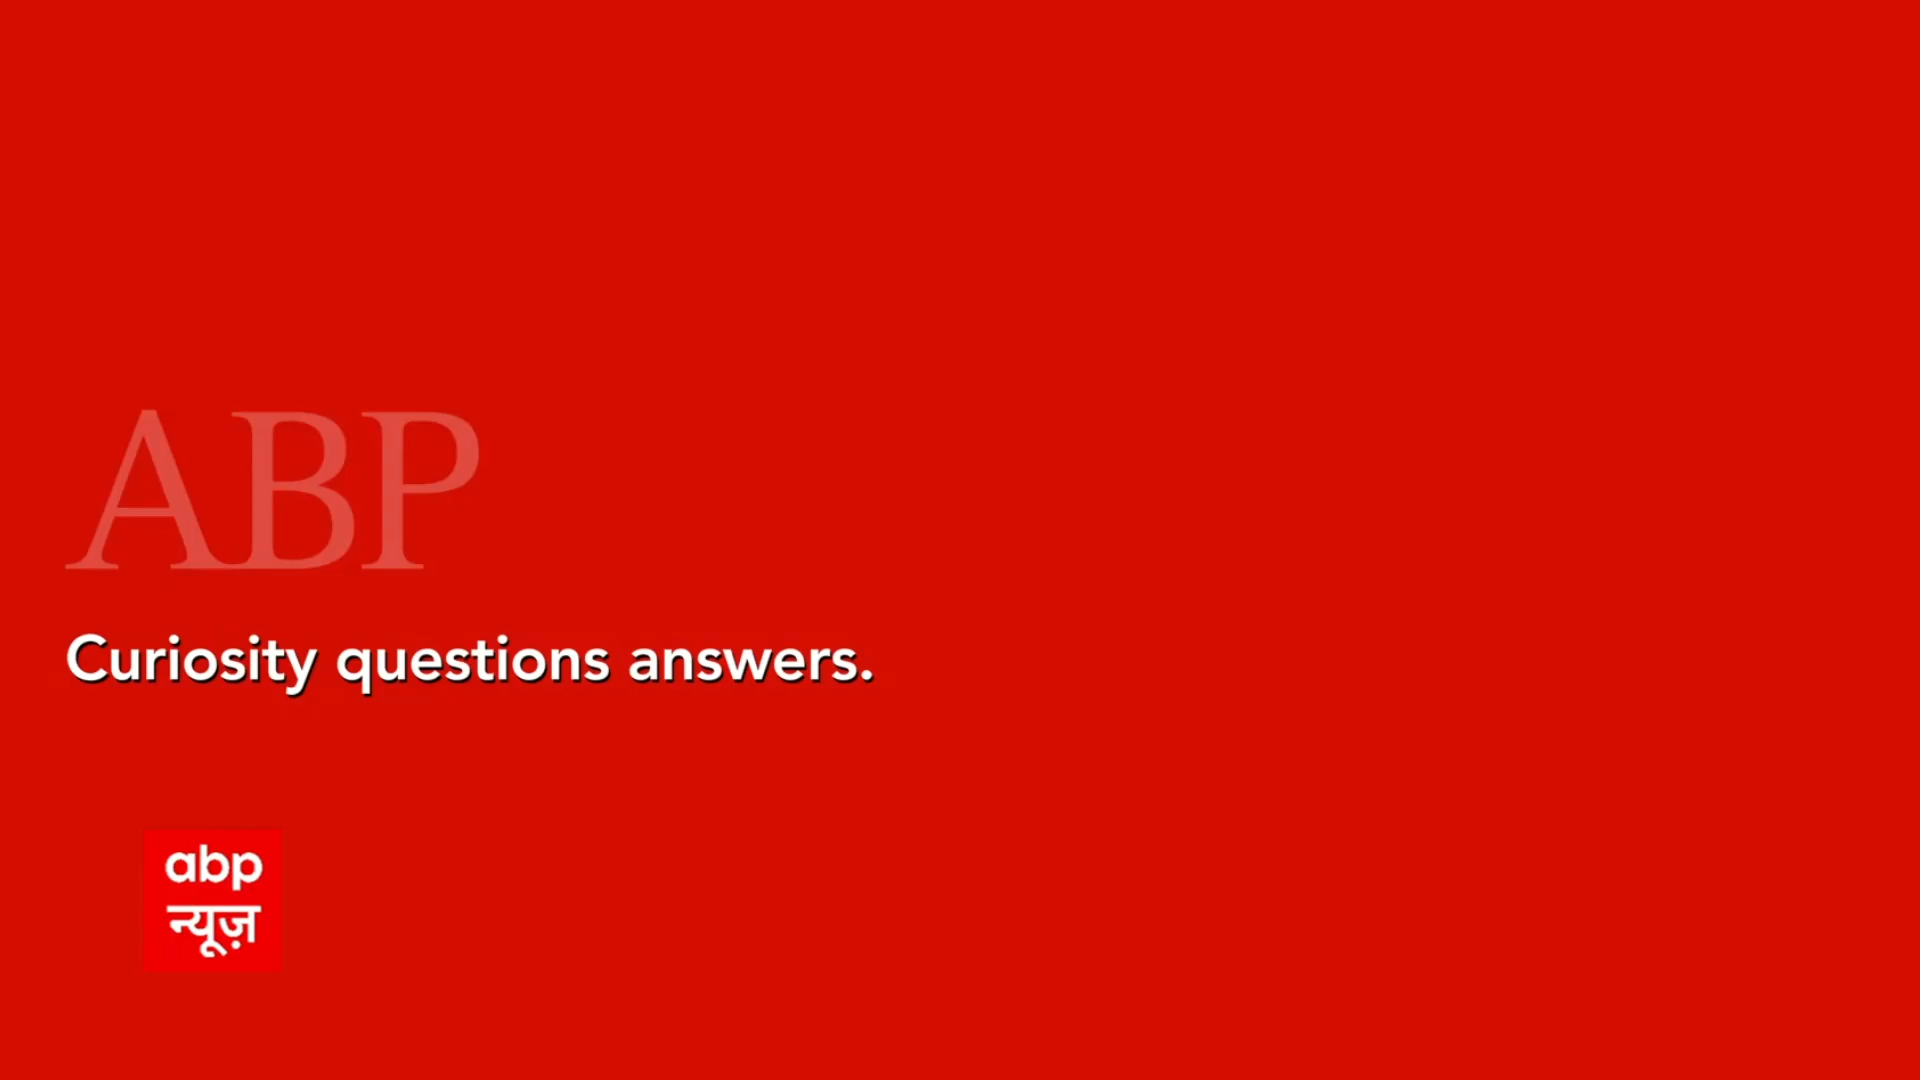 ABP
Curiosity questions answers.
abp
न्यूज़